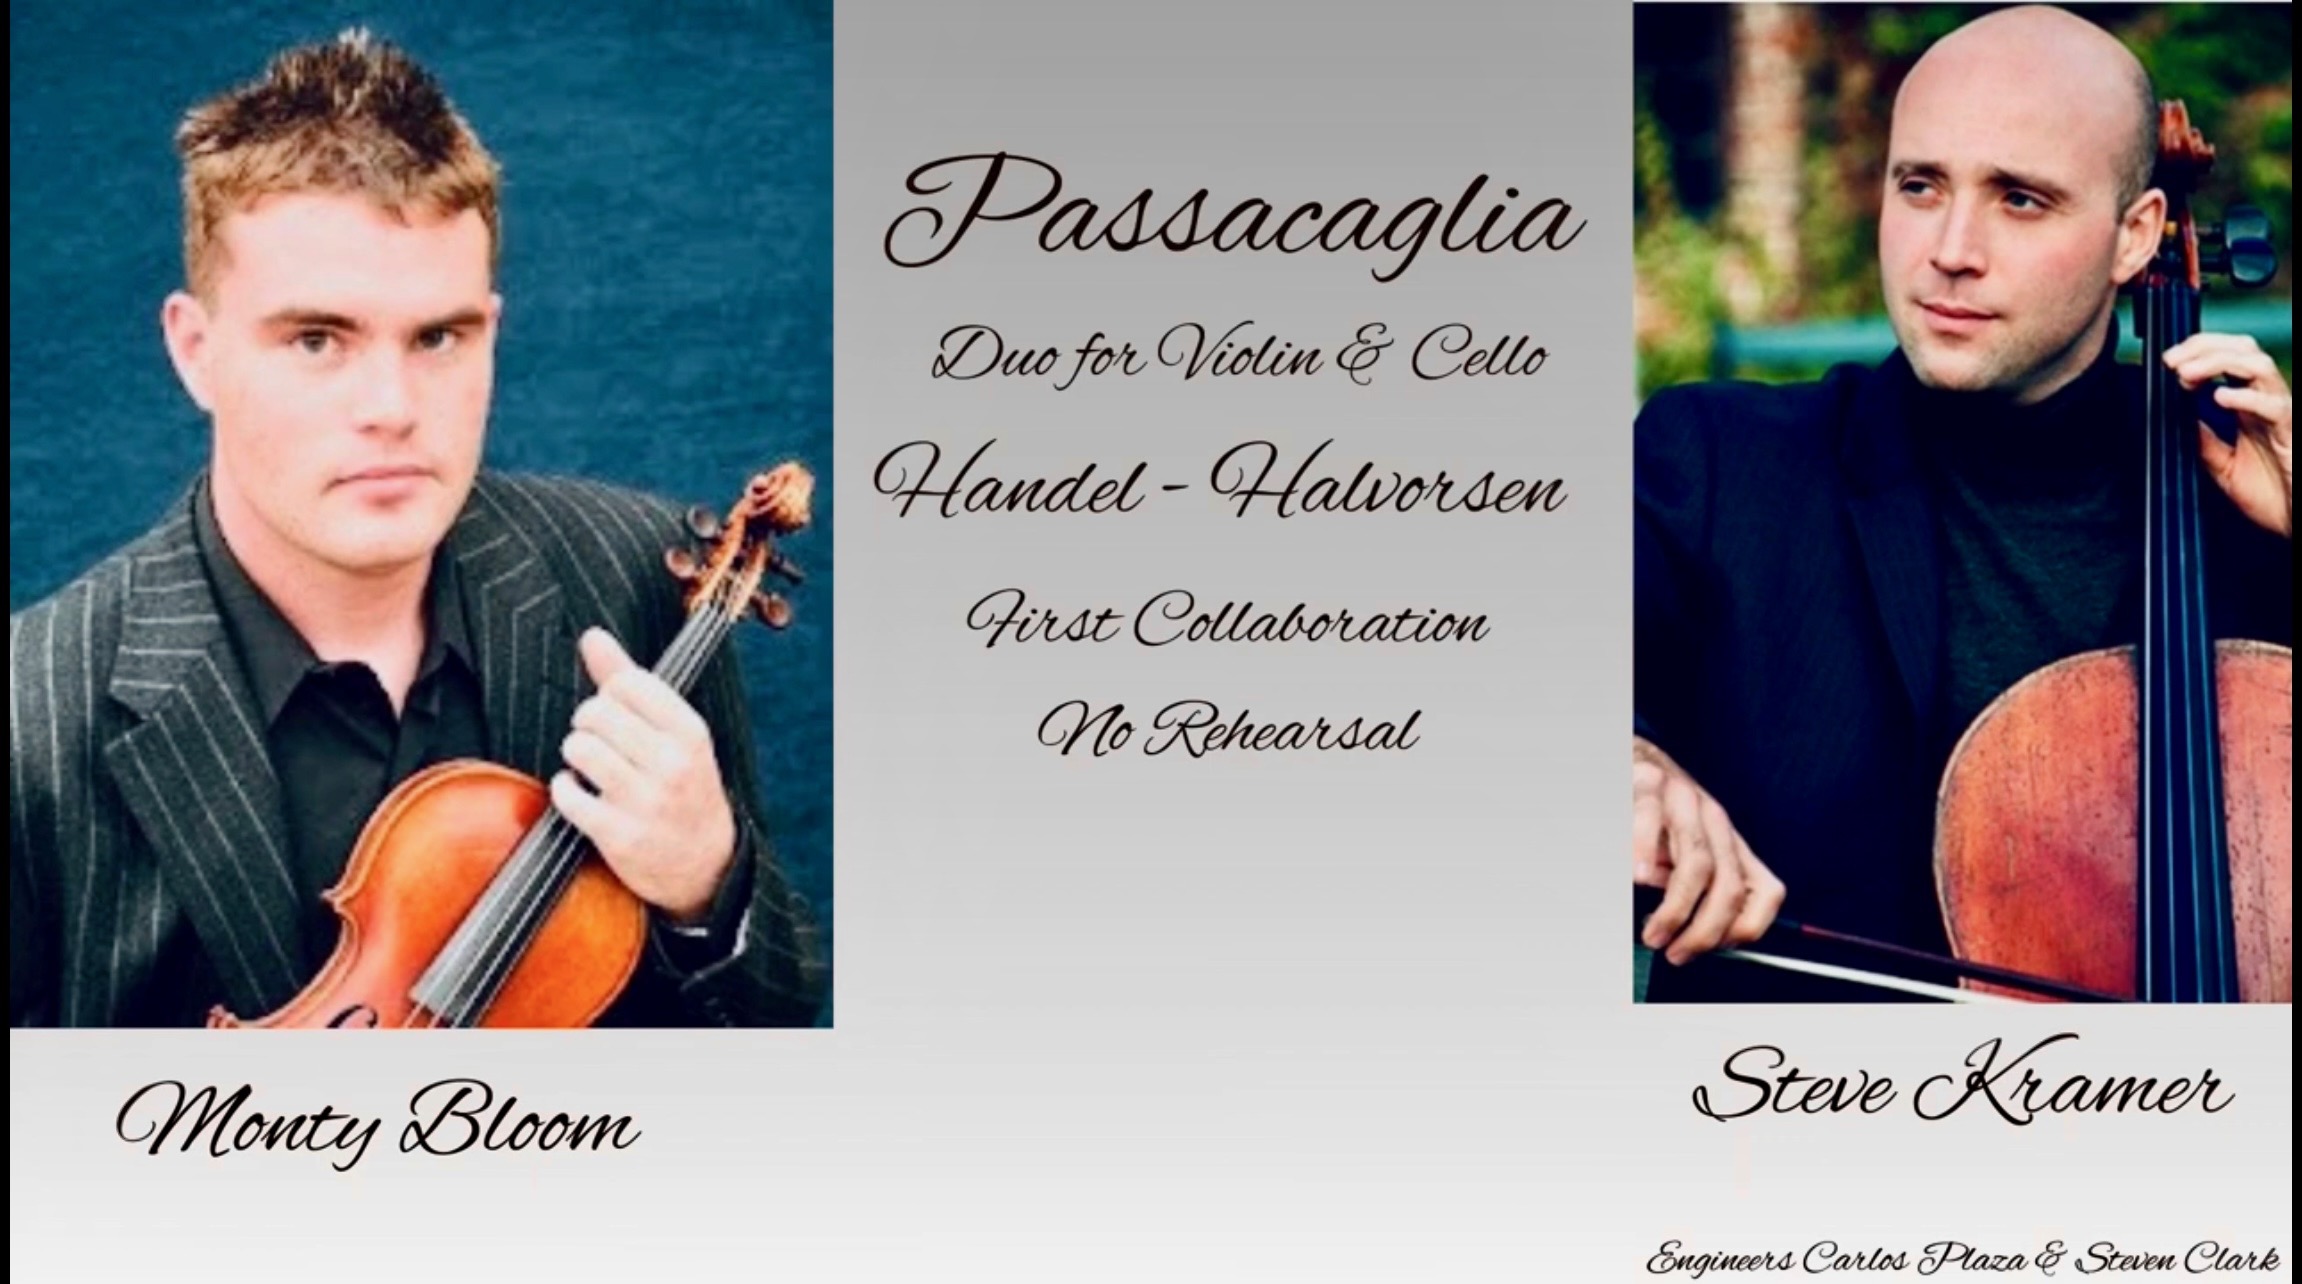 Passacaglia
Duo for Violin & Cello
Handel - Halvorsen
First Collaboration
No Rehearsal
Monty Bloom
Steve Kramer
Engineers Carlos Plaza & Steven Clark